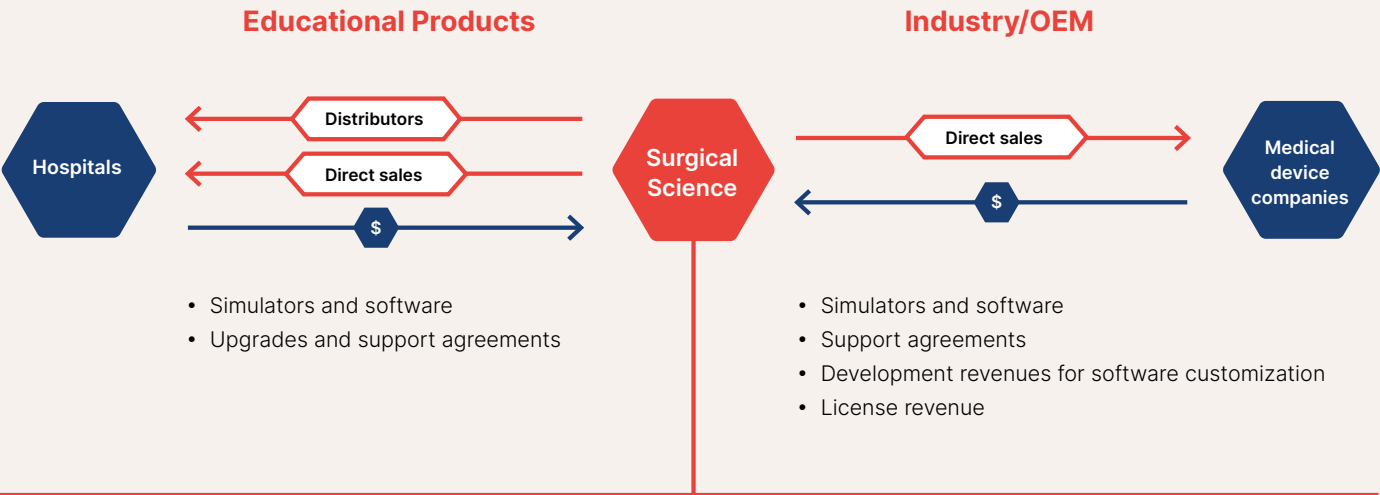 Educational Products
Industry/OEM
Hospitals
Distributors
Direct sales
$
Surgical
Science
Direct sales
$
Medical
device
companies
• Simulators and software
• Upgrades and support agreements
• Simulators and software
• Support agreements
• Development revenues for software customization
• License revenue